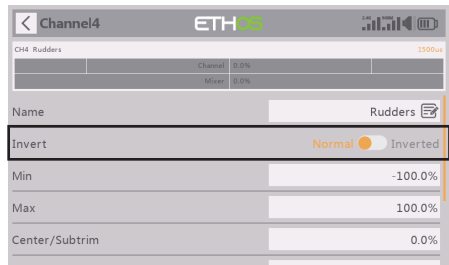 Channel4 ETHOS
CH4 Rudders 1500us
Channel 0.0%
Mixer 0.0%
Name Rudders
Invert Normal Inverted
Min -100.0%
Max 100.0%
Center/Subtrim 0.0%